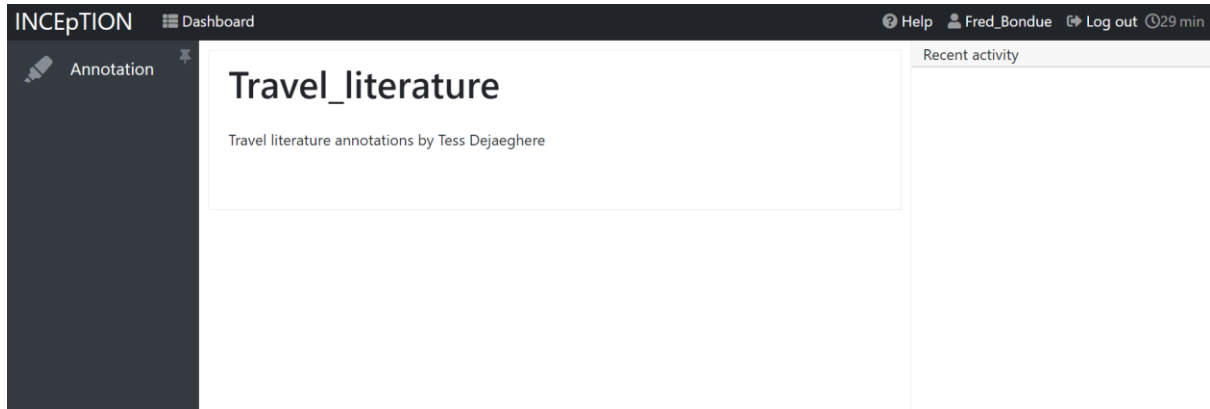 INCEpTION Dashboard Help Fred_Bondue Log out 29 min
Annotation
Travel_literature
Travel literature annotations by Tess Dejaeghere
Recent activity